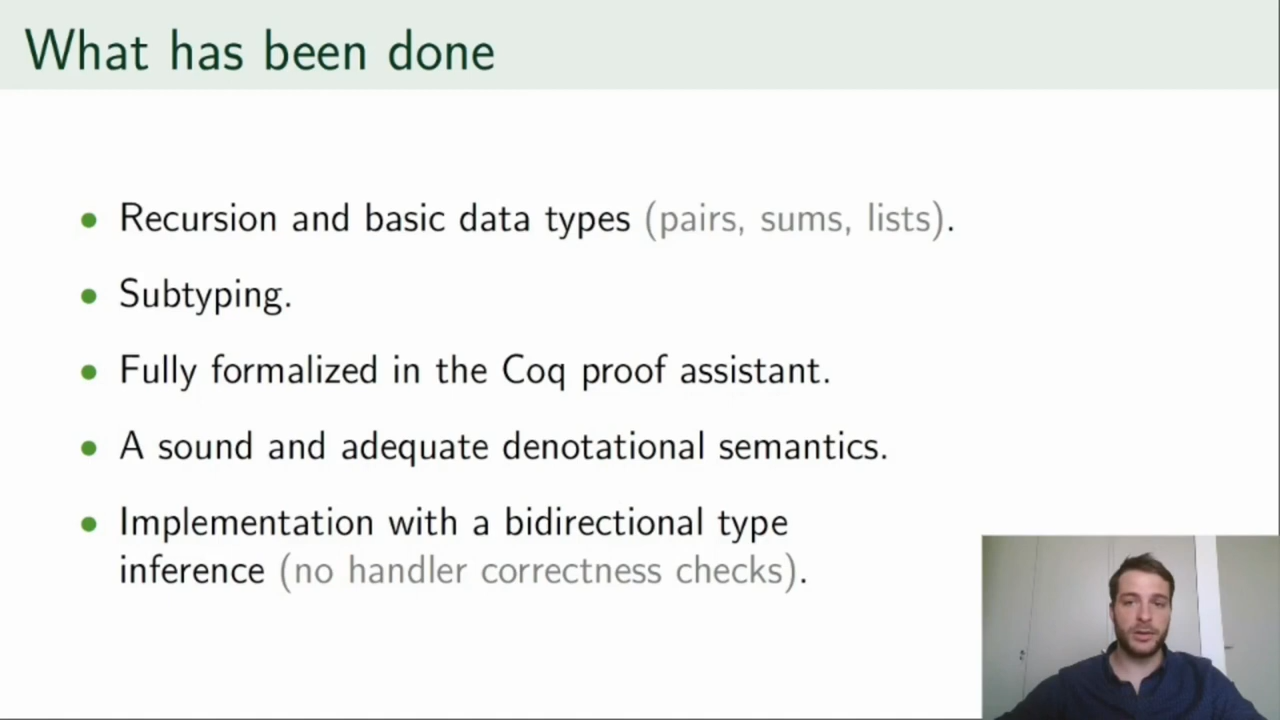 What has been done
• Recursion and basic data types (pairs, sums, lists).
• Subtyping.
• Fully formalized in the Coq proof assistant.
• A sound and adequate denotational semantics.
• Implementation with a bidirectional type
inference (no handler correctness checks).